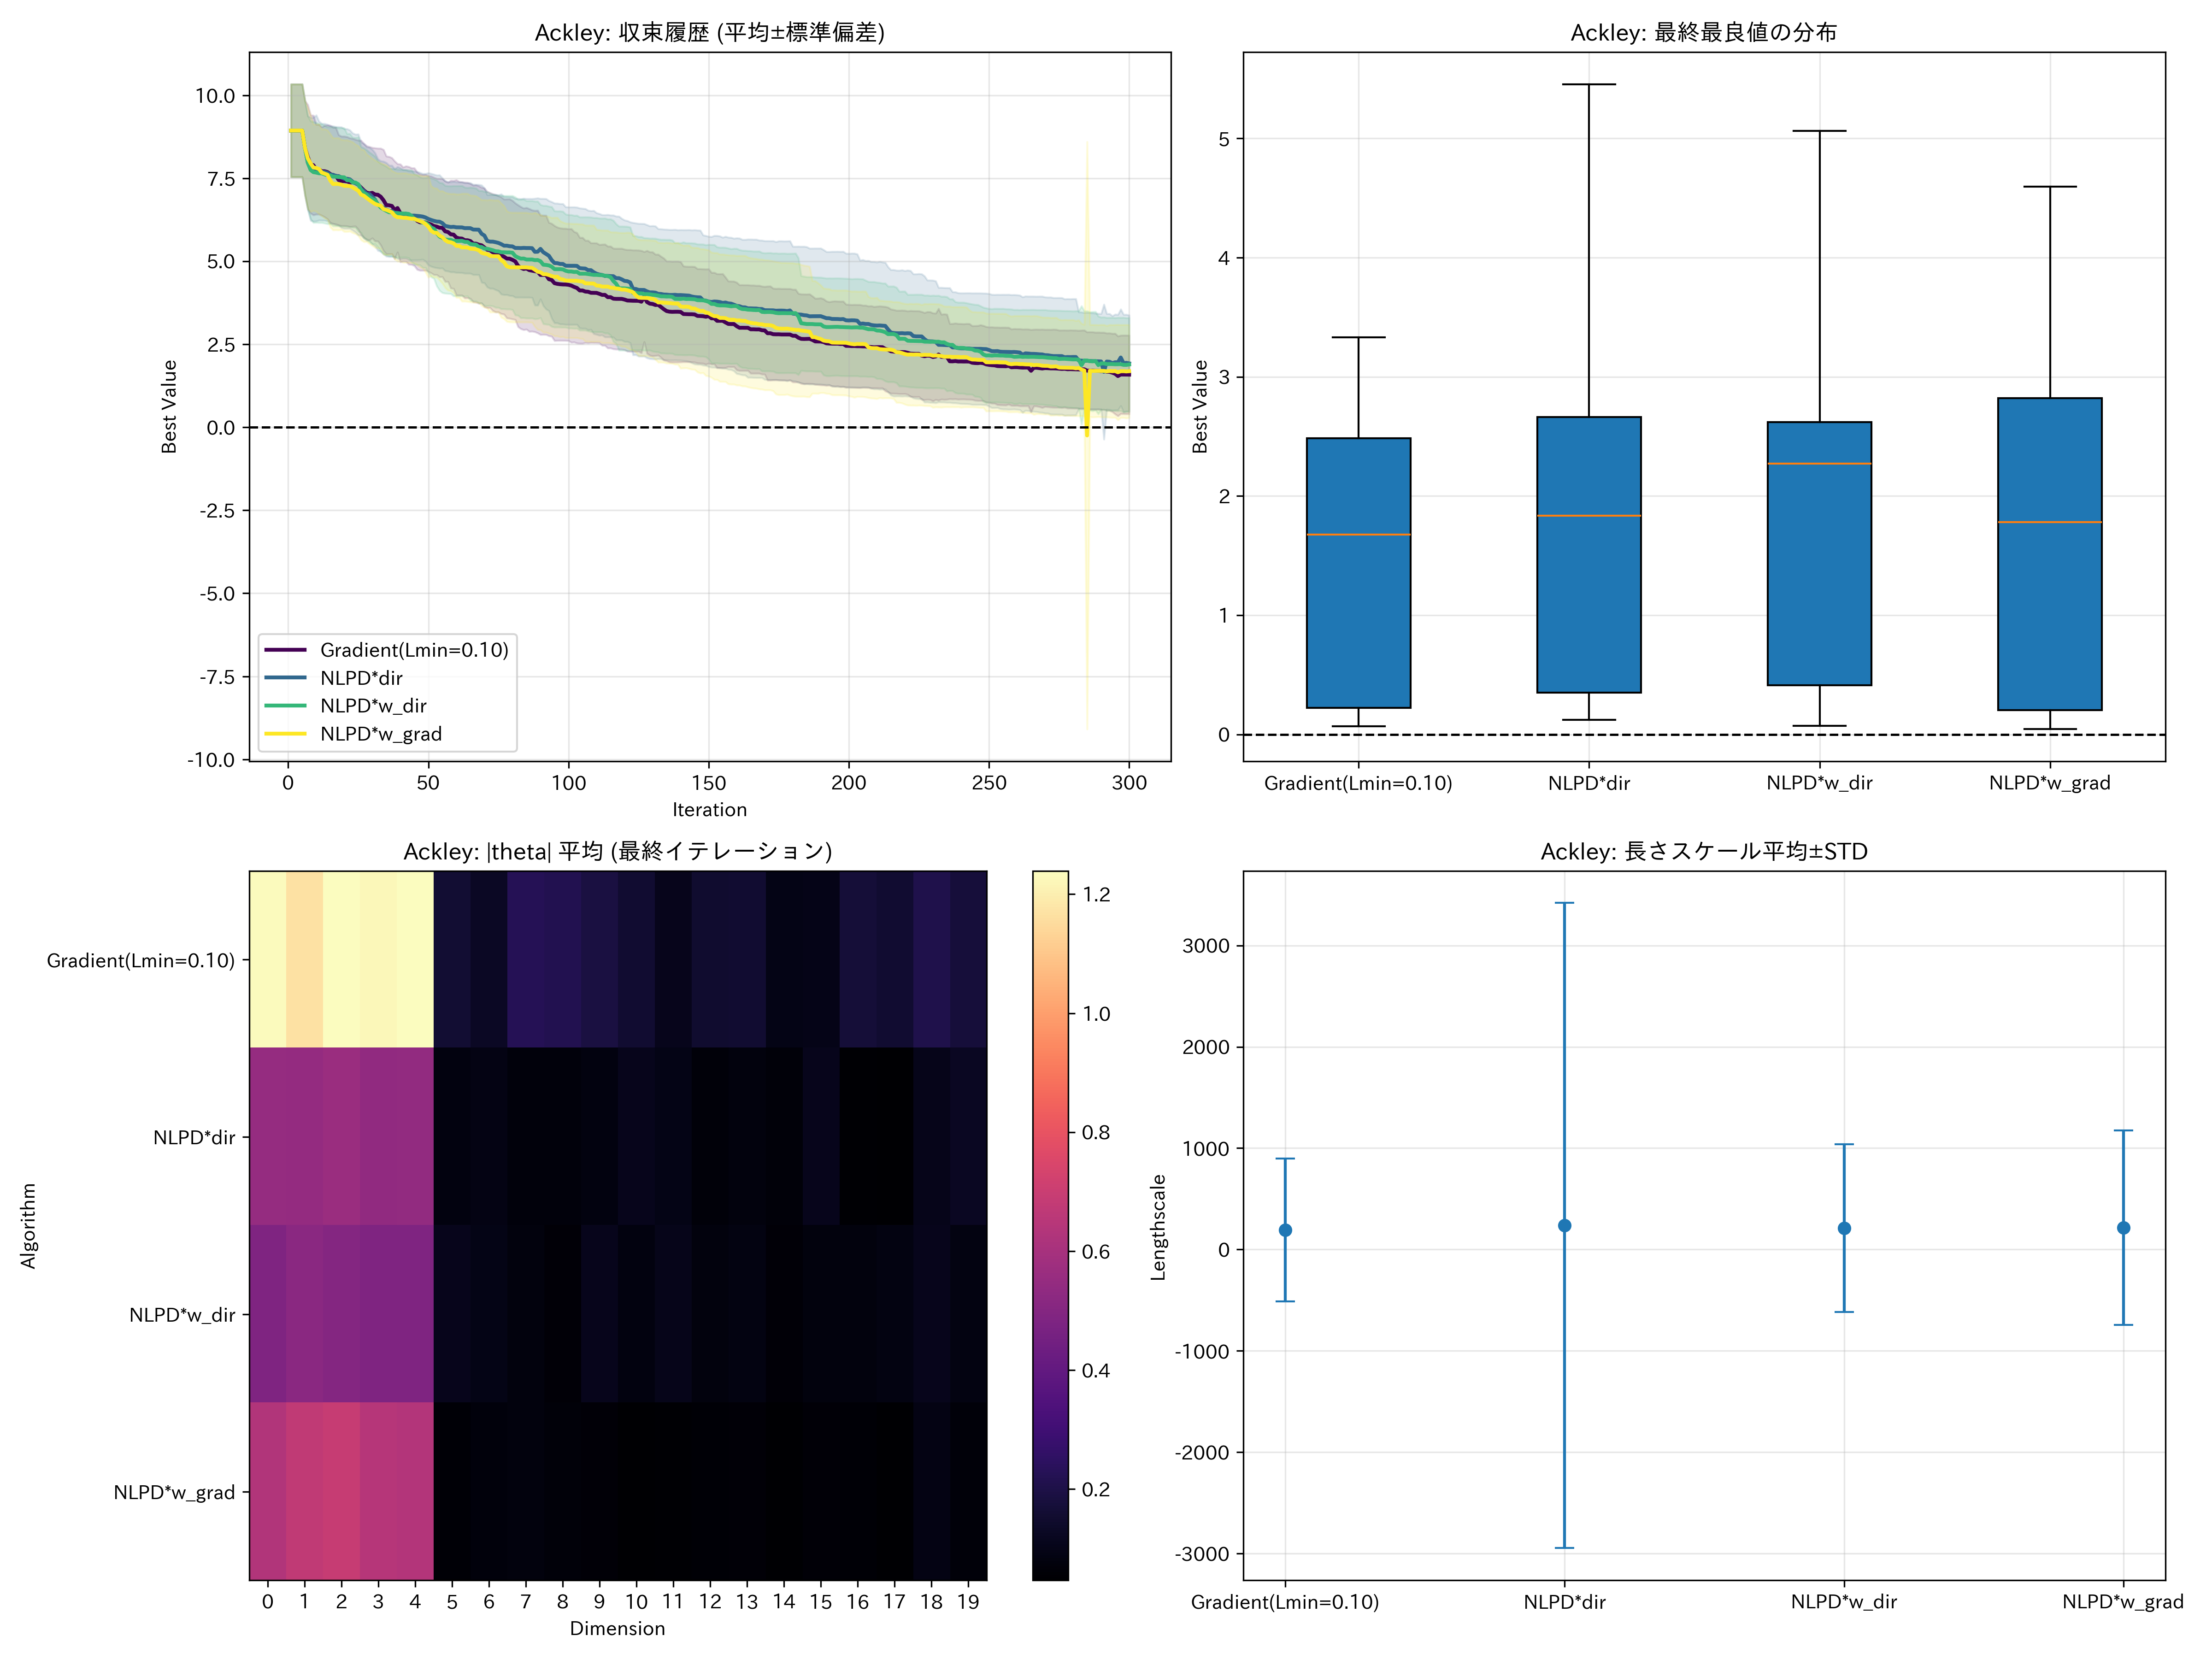 Ackley: 収束履歴 (平均±標準偏差)
Best Value
10.0
7.5
5.0
2.5
0.0
-2.5
-5.0
-7.5
-10.0
Gradient(Lmin=0.10)
NLPD*dir
NLPD*w_dir
NLPD*w_grad
0 50 100 150 200 250 300
Iteration
Ackley: 最終最良値の分布
Best Value
5
4
3
2
1
0
Gradient(Lmin=0.10) NLPD*dir NLPD*w_dir NLPD*w_grad
Ackley: |theta| 平均 (最終イテレーション)
Algorithm
Gradient(Lmin=0.10)
NLPD*dir
NLPD*w_dir
NLPD*w_grad
0 1 2 3 4 5 6 7 8 9 10 11 12 13 14 15 16 17 18 19
Dimension
1.2
1.0
0.8
0.6
0.4
0.2
Ackley: 長さスケール平均±STD
Lengthscale
3000
2000
1000
0
-1000
-2000
-3000
Gradient(Lmin=0.10) NLPD*dir NLPD*w_dir NLPD*w_grad